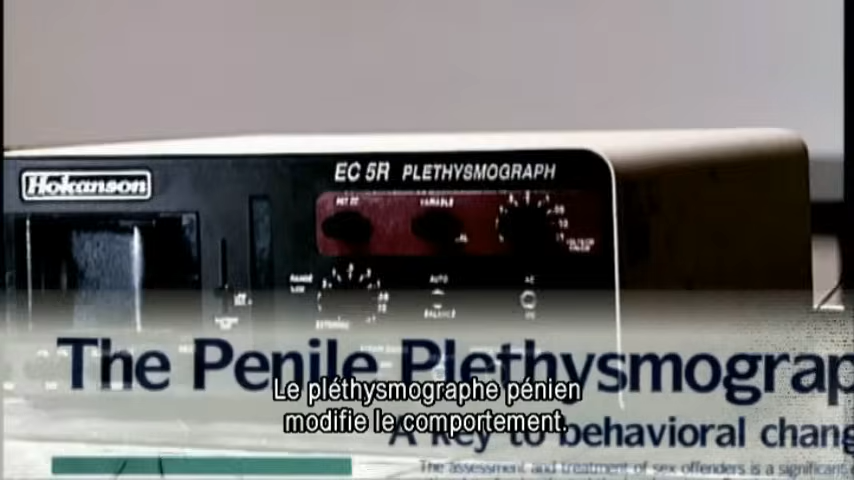 Hokanson
EC 5R PLETHYSMOGRAPH
VARIABLE
RANGE
AUTO
BALANCE
The Penile Plethysmograp
Le pléthysmographe pénien
modifie le comportement.
A key to behavioral chang
The assessment and treatment of sex offenders is a significant